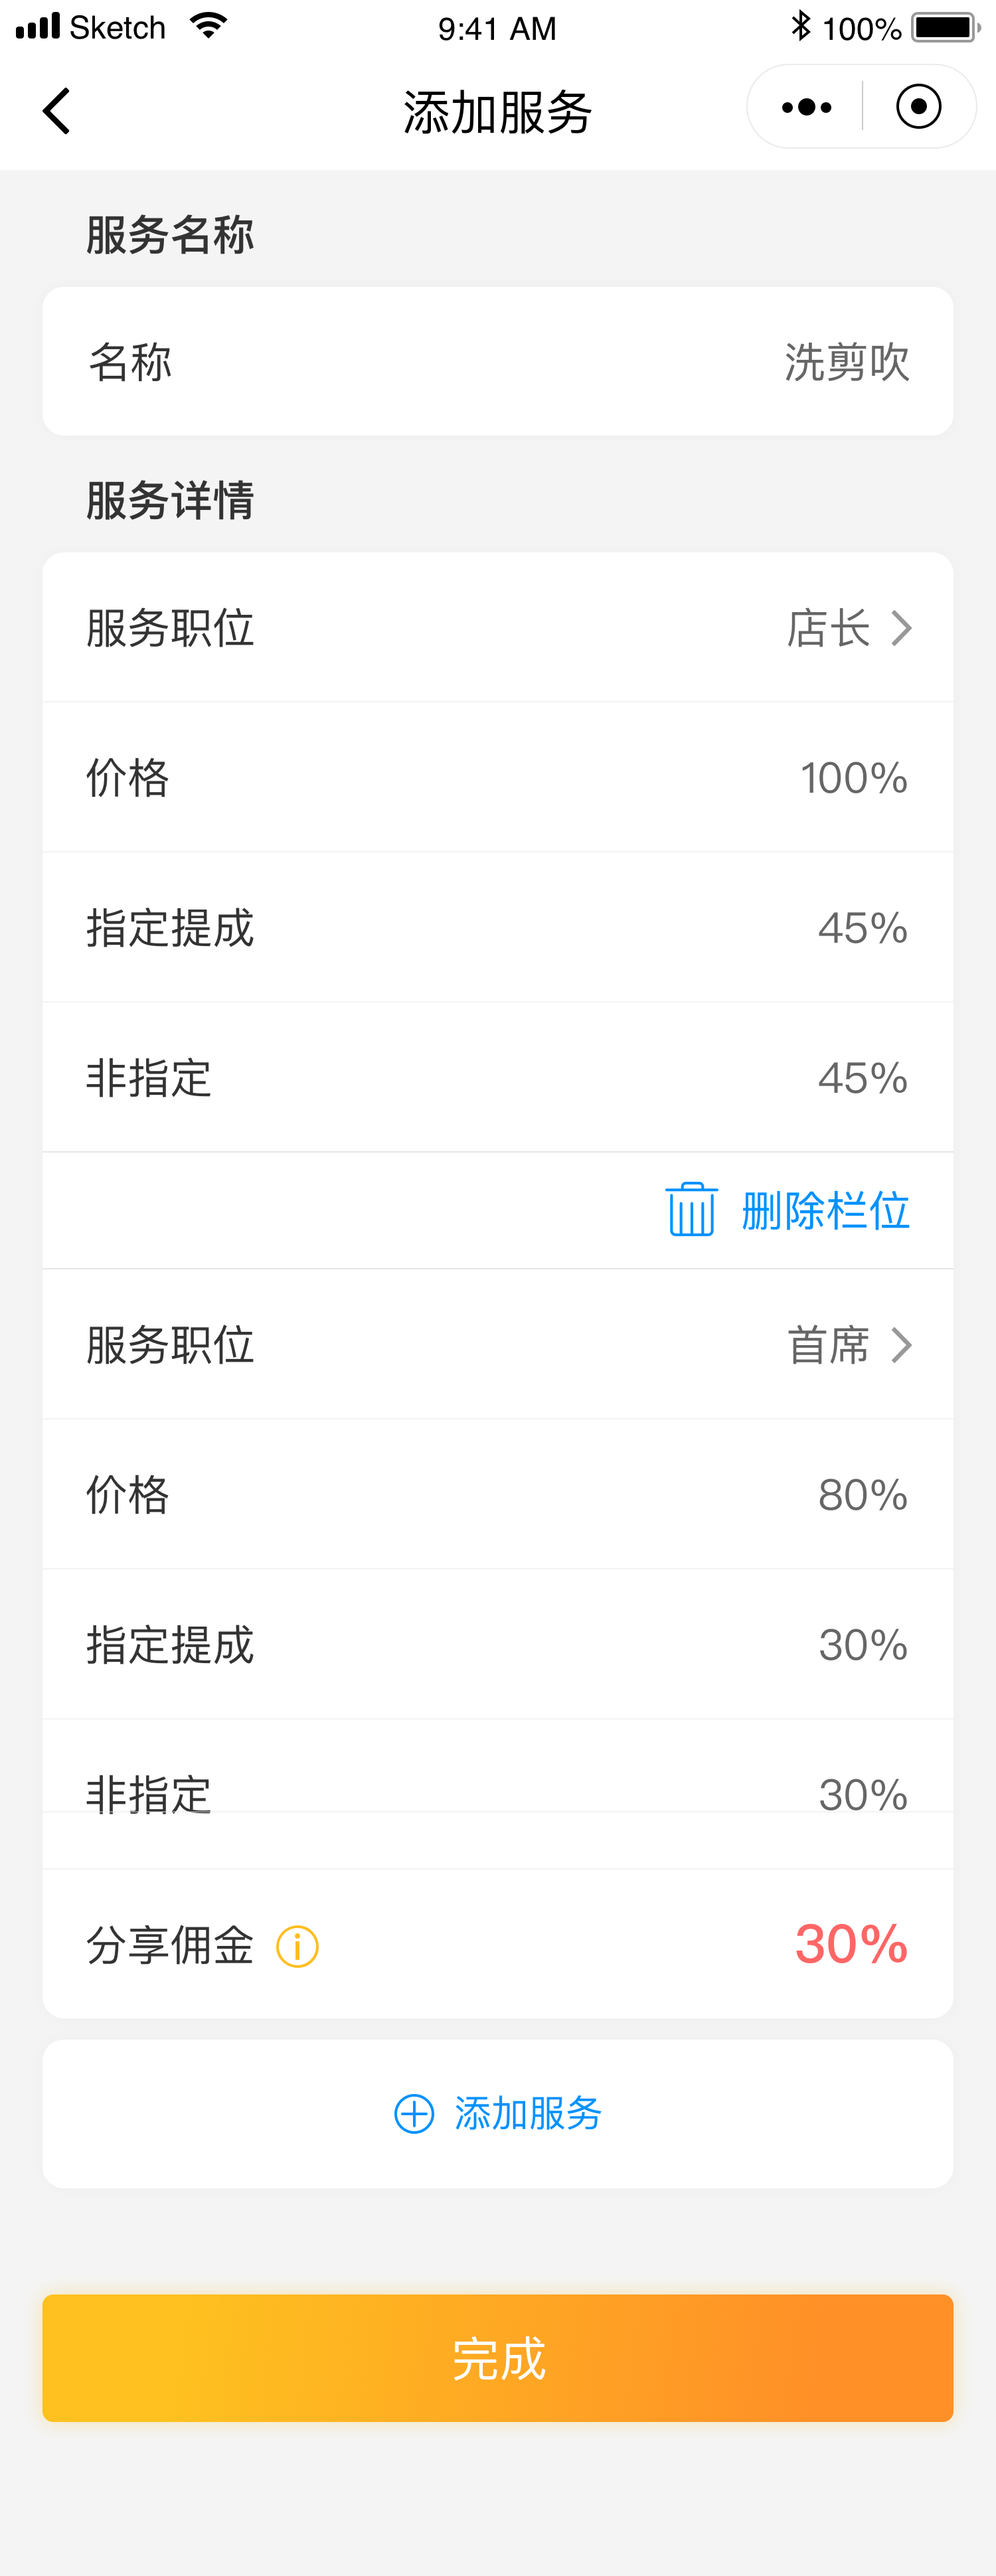 Sketch 9:41 AM 100%
添加服务
服务名称
名称 洗剪吹
服务详情
服务职位 店长
价格 100%
指定提成 45%
非指定 45%
删除栏位
服务职位 首席
价格 80%
指定提成 30%
非指定 30%
分享佣金 30%
添加服务
完成